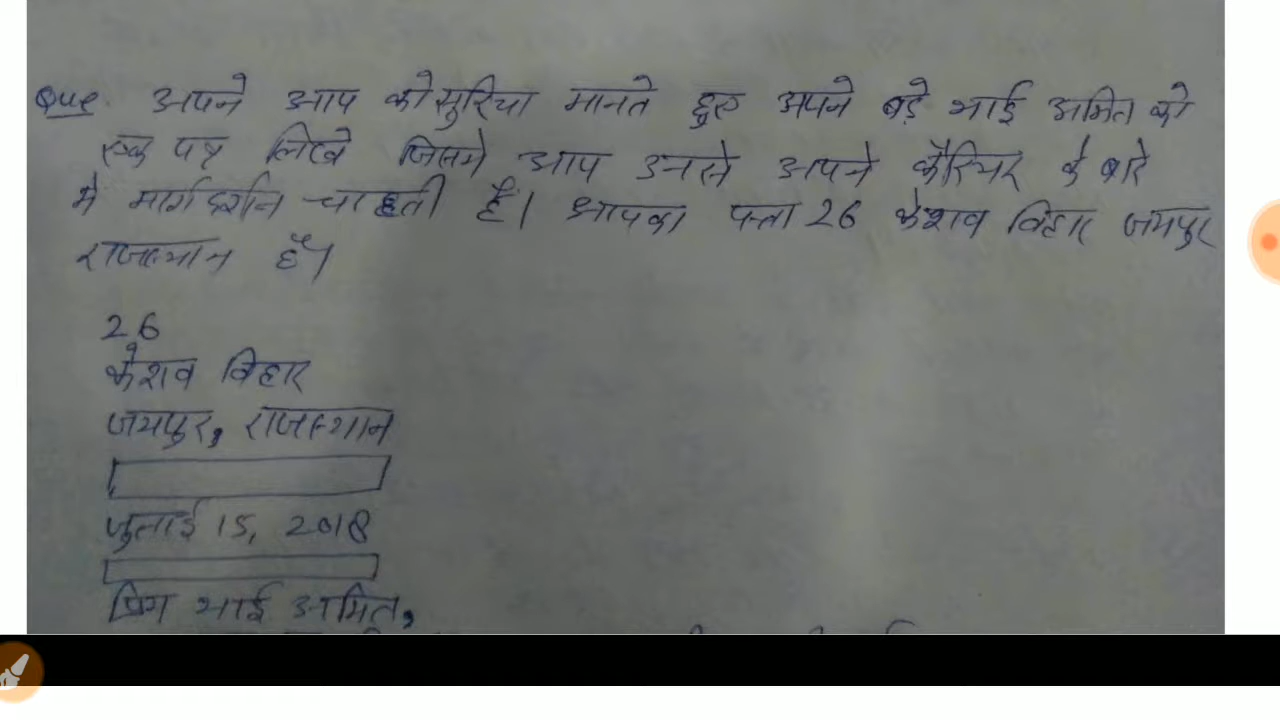 Que. अपने आप को सुरिया मानते हुए अपने बड़े भाई अमित को
एक पत्र लिखे जिसमे आप उनसे अपने कैरियर के बारे
मे मार्गदर्शन चाहती हैं। आपका पता 26 केशव विहार जयपुर
राजस्थान है।
26
केशव विहार
जयपुर, राजस्थान
जुलाई 15, 2018
प्रिय भाई अमित,